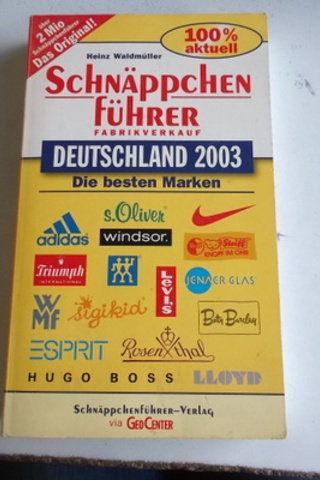 Über
2 Mio
Schnäppchenführer
Das Original!
100%
aktuell
Heinz Waldmüller
SCHNÄPPCHEN
FÜHRER
FABRIKVERKAUF
DEUTSCHLAND 2003
Die besten Marken
s.Oliver
adidas
windsor.
Steiff
KNOPF IM OHR
Triumph
INTERNATIONAL
LEVI'S
JENAER GLAS
WMF
sigikid
Betty Barclay
ESPRIT
Rosenthal
HUGO BOSS
LLOYD
SCHNÄPPCHENFÜHRER-VERLAG
via GEOCENTER